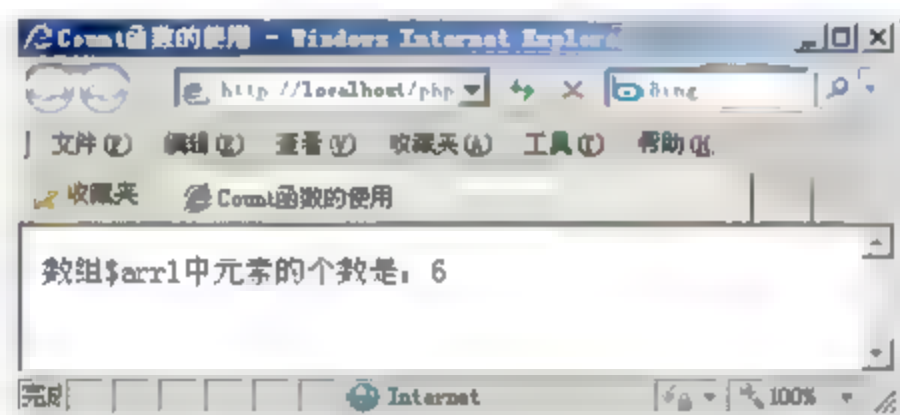 Count函数的使用 - Windows Internet Explore
http://localhost/php Bing
文件(F) 编辑(E) 查看(V) 收藏夹(A) 工具(T) 帮助(H
收藏夹 Count函数的使用
数组$arr1中元素的个数是：6
完成 Internet 100%